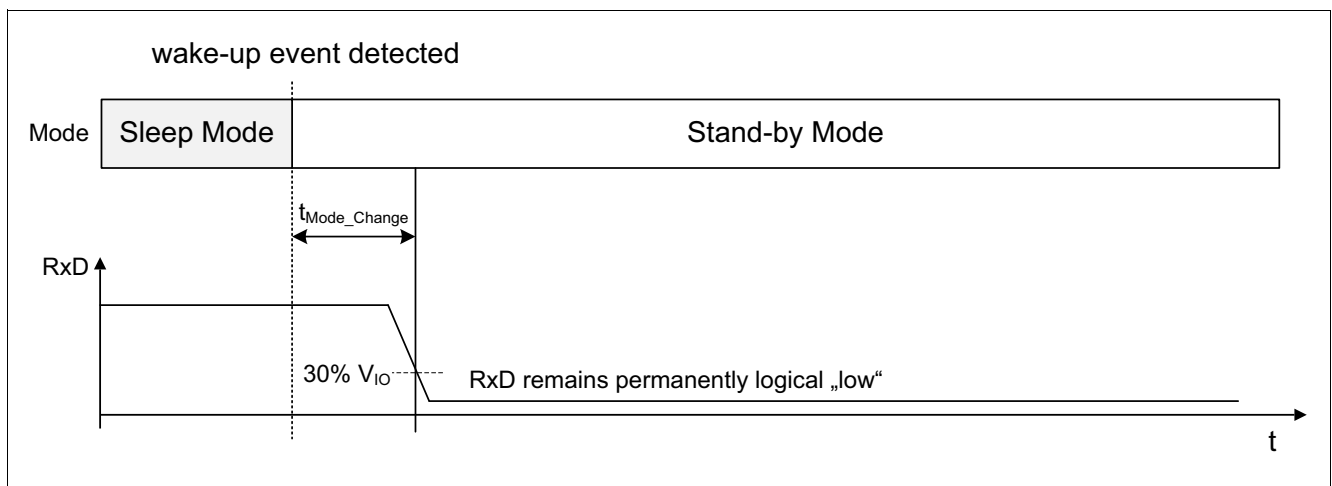 wake-up event detected
Mode Sleep Mode Stand-by Mode
tMode_Change
RxD
30% VIO RxD remains permanently logical „low“
t